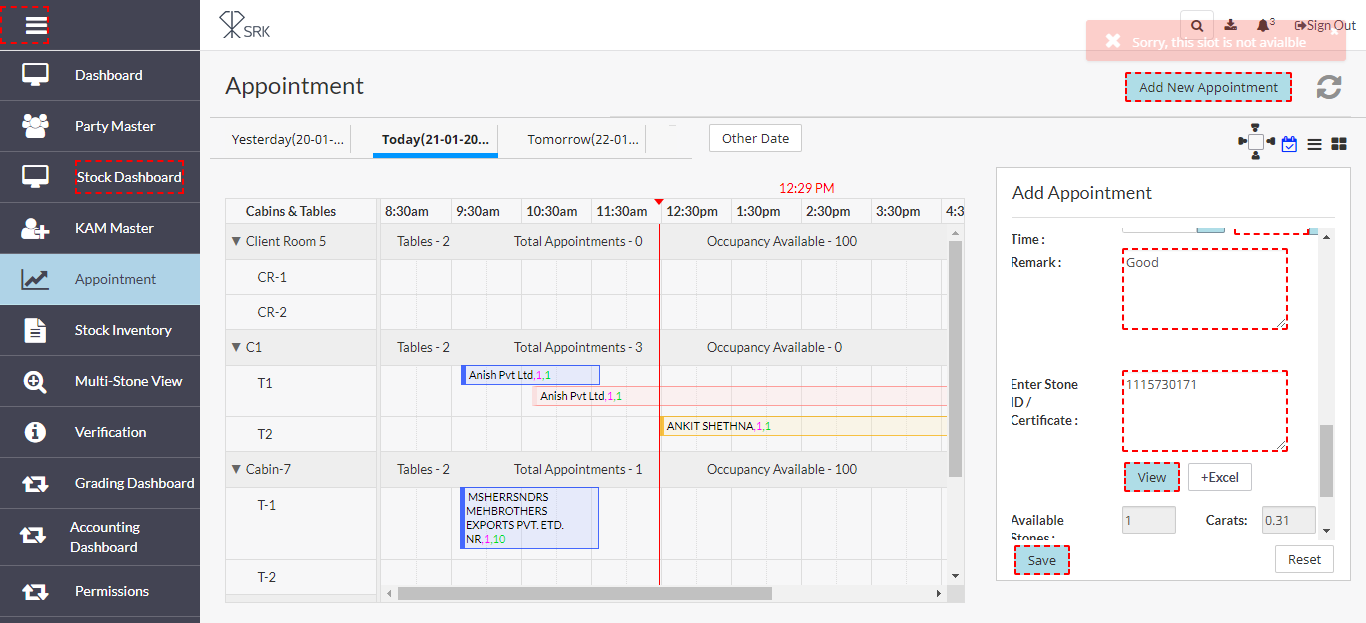 SRK
3
Sign Out
Sorry, this slot is not avialble
Dashboard
Party Master
Stock Dashboard
KAM Master
Appointment
Stock Inventory
Multi-Stone View
Verification
Grading Dashboard
Accounting
Dashboard
Permissions
Appointment
Add New Appointment
Yesterday(20-01-...
Today(21-01-20...
Tomorrow(22-01...
Other Date
12:29 PM
Cabins & Tables
8:30am 9:30am 10:30am 11:30am 12:30pm 1:30pm 2:30pm 3:30pm 4:3
Client Room 5 Tables - 2 Total Appointments - 0 Occupancy Available - 100
CR-1
CR-2
C1 Tables - 2 Total Appointments - 3 Occupancy Available - 0
T1
Anish Pvt Ltd,1,1
Anish Pvt Ltd,1,1
T2
ANKIT SHETHNA,1,1
Cabin-7 Tables - 2 Total Appointments - 1 Occupancy Available - 100
T-1
MSHERRSNDRS
MEHBROTHERS
EXPORTS PVT. ETD.
NR,1,10
T-2
Add Appointment
Time :
Remark :
Good
Enter Stone
ID /
Certificate :
1115730171
View
+Excel
Available
Stones :
1
Carats:
0.31
Save
Reset